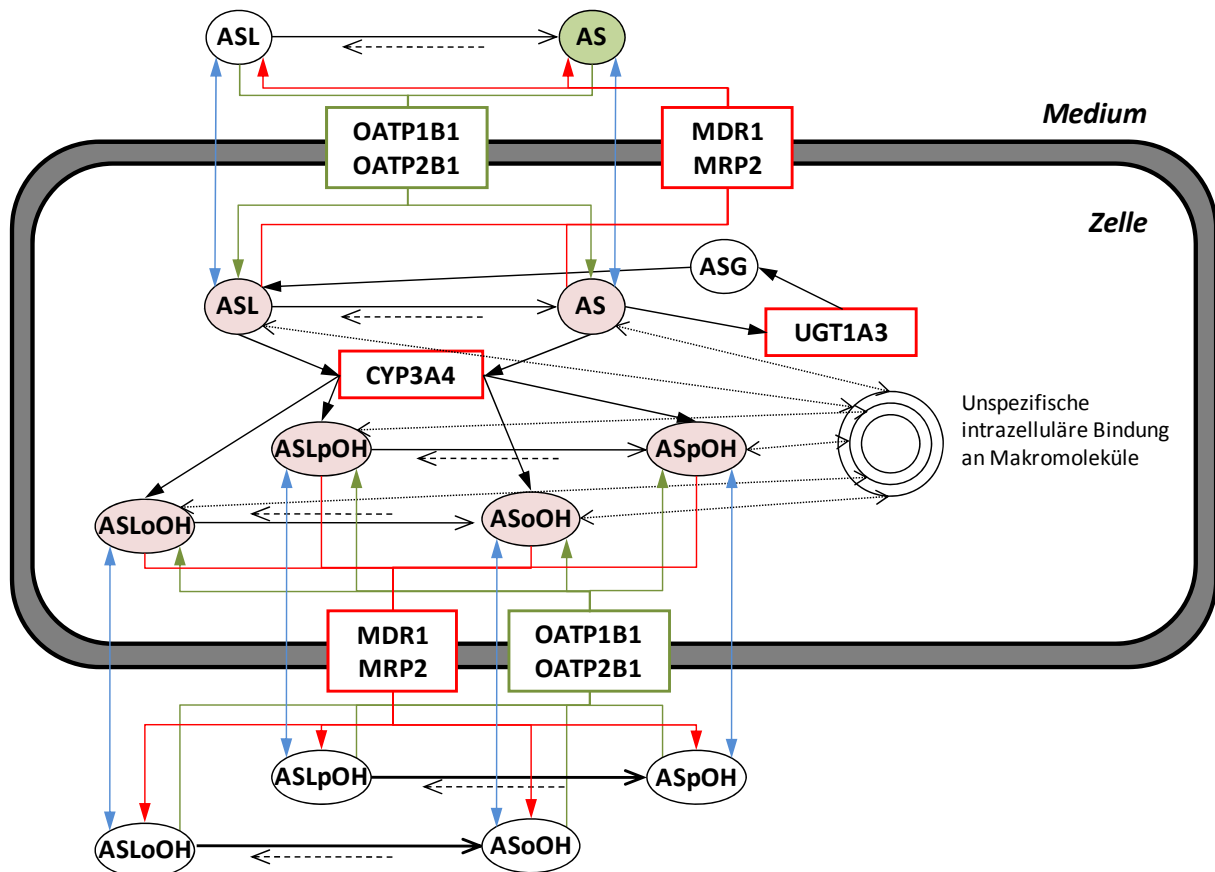 ASL
AS
OATP1B1
OATP2B1
MDR1
MRP2
Medium
Zelle
ASG
ASL
AS
UGT1A3
CYP3A4
Unspezifische
intrazelluläre Bindung
an Makromoleküle
ASLpOH
ASpOH
ASLoOH
ASoOH
MDR1
MRP2
OATP1B1
OATP2B1
ASLpOH
ASpOH
ASLoOH
ASoOH